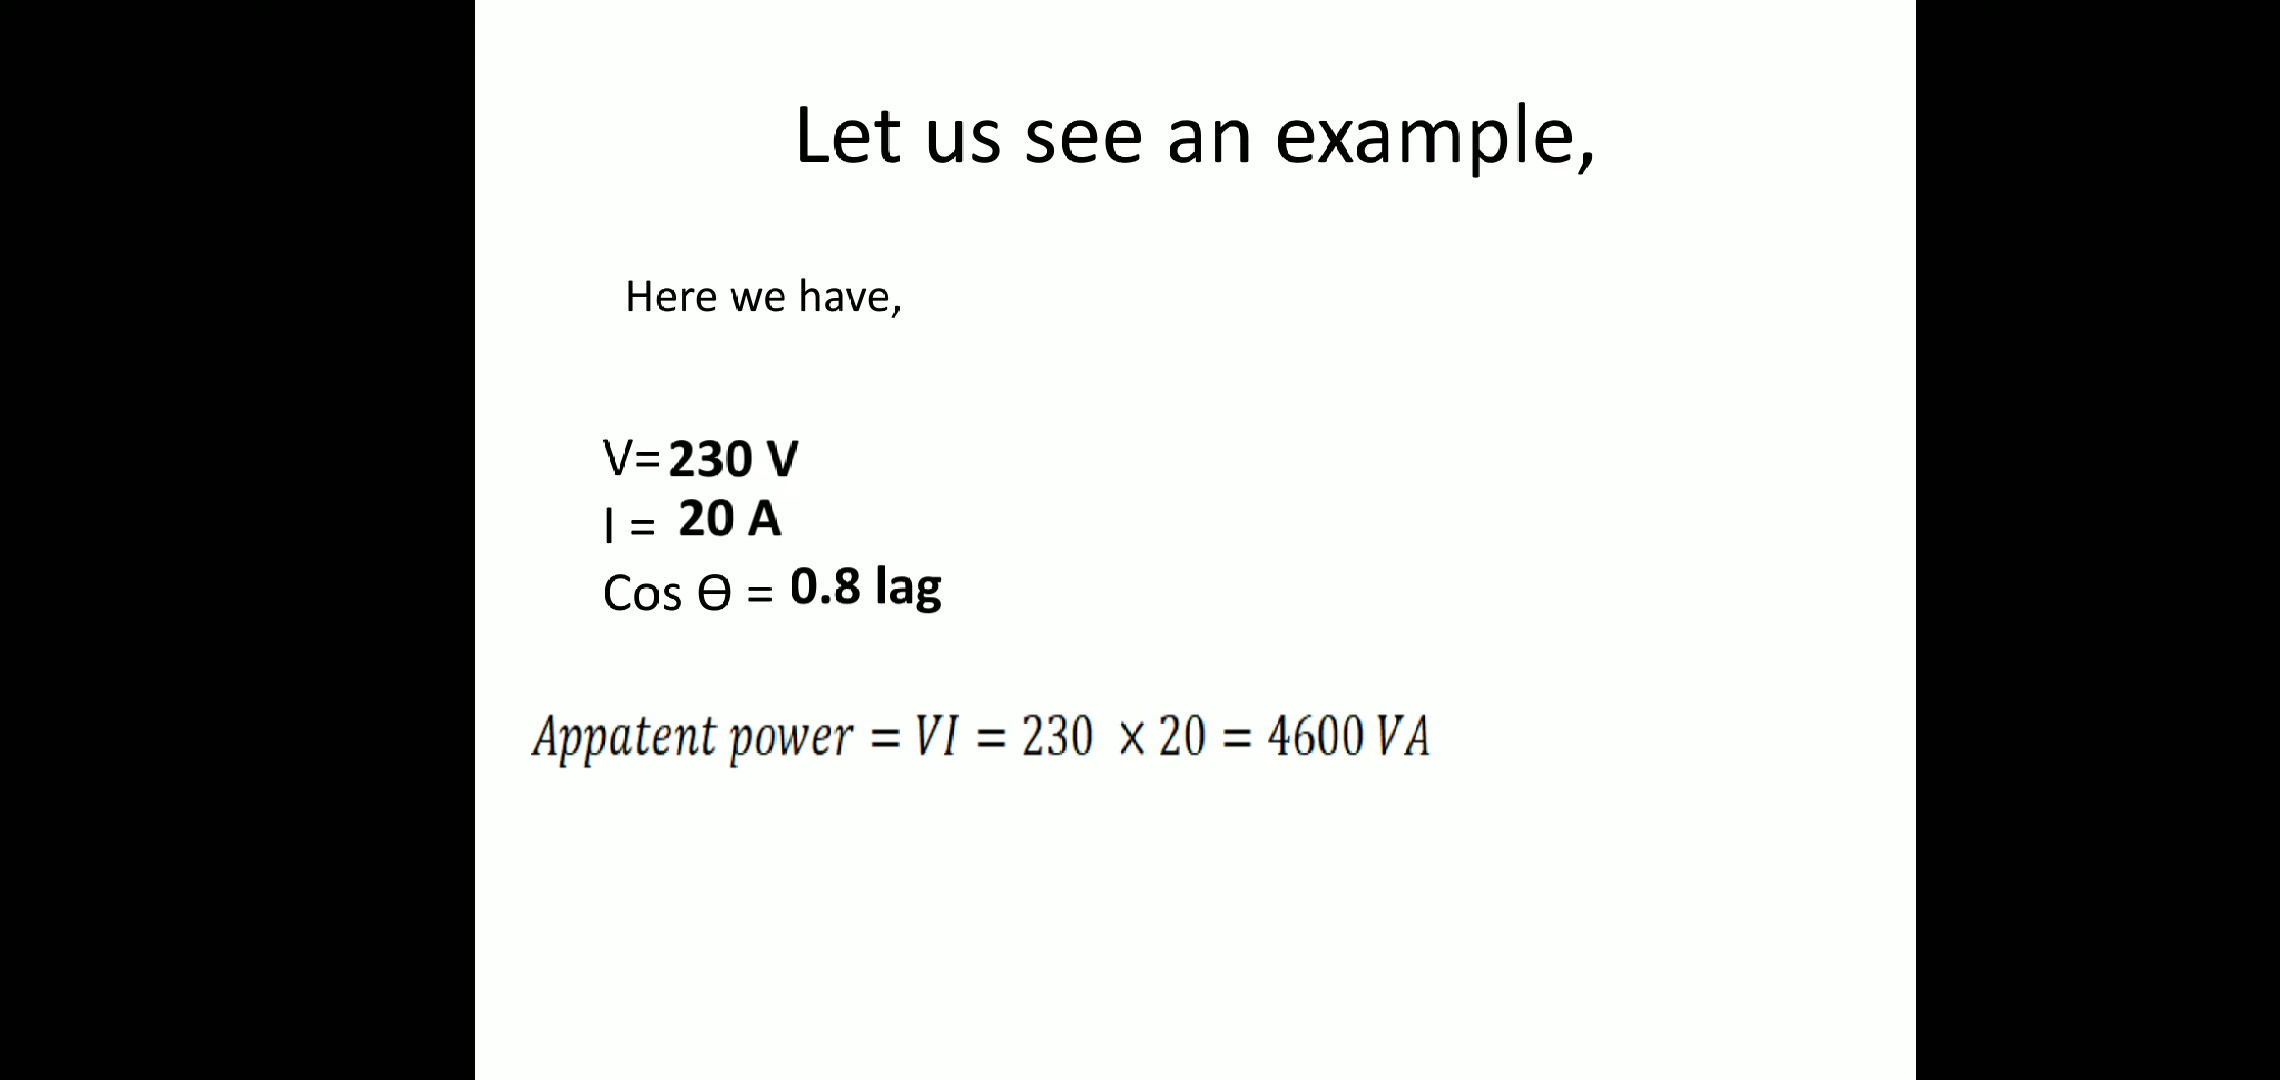 Let us see an example,
Here we have,
V= 230 V
I = 20 A
Cos Ɵ = 0.8 lag
Appatent power = VI = 230 × 20 = 4600 VA